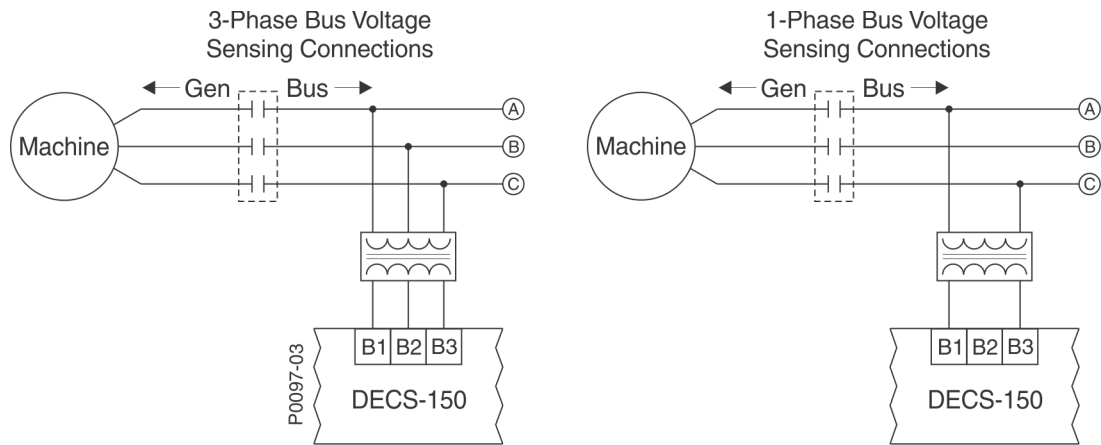 3-Phase Bus Voltage
Sensing Connections
Gen Bus
Machine
A
B
C
B1 B2 B3
DECS-150
P0097-03
1-Phase Bus Voltage
Sensing Connections
Gen Bus
Machine
A
B
C
B1 B2 B3
DECS-150